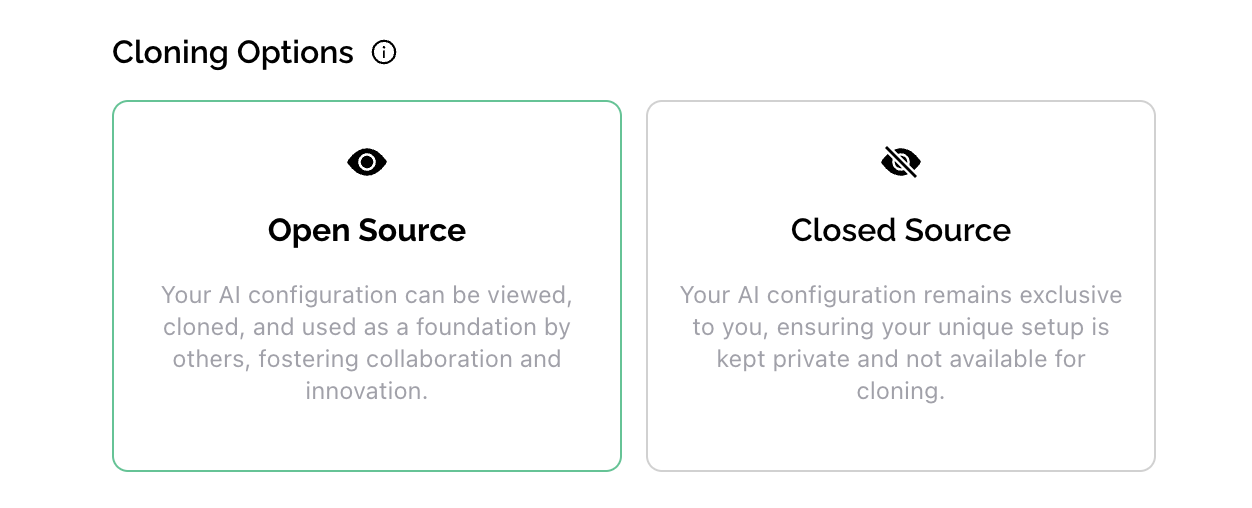 Cloning Options
Open Source
Your AI configuration can be viewed,
cloned, and used as a foundation by
others, fostering collaboration and
innovation.
Closed Source
Your AI configuration remains exclusive
to you, ensuring your unique setup is
kept private and not available for
cloning.